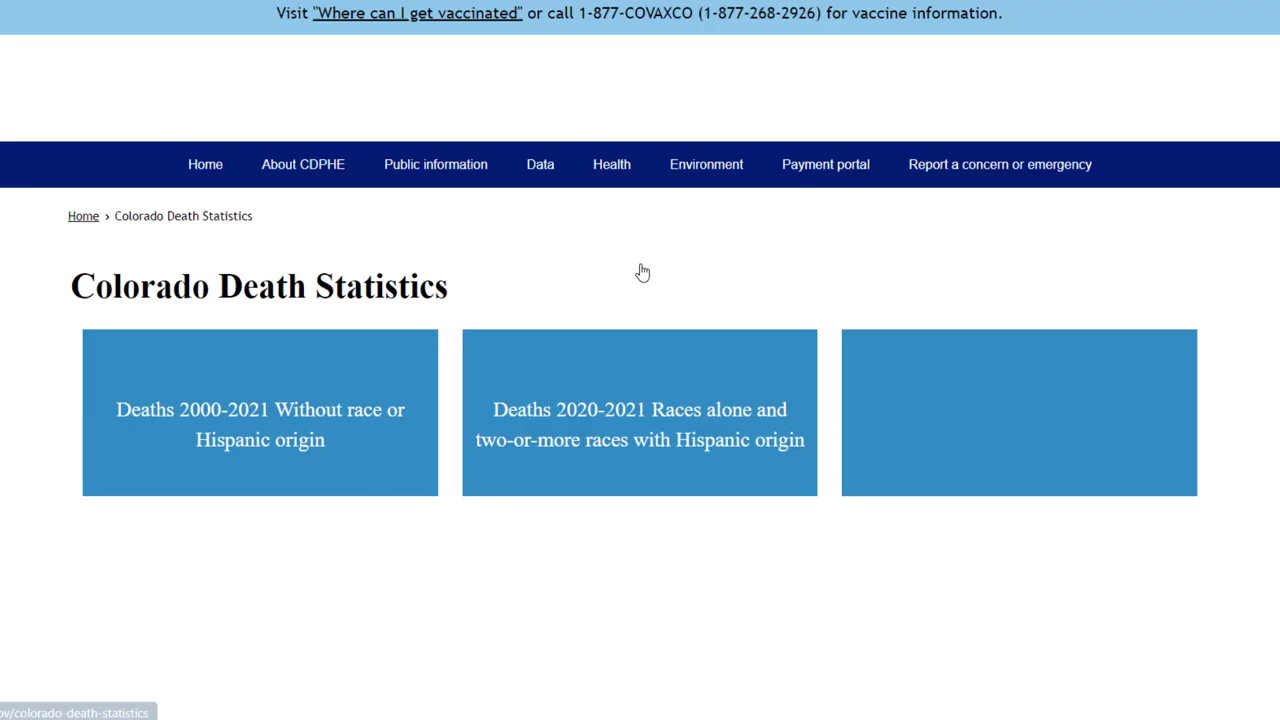 Visit "Where can I get vaccinated" or call 1-877-COVAXCO (1-877-268-2926) for vaccine information.
Home About CDPHE Public information Data Health Environment Payment portal Report a concern or emergency
Home › Colorado Death Statistics
Colorado Death Statistics
Deaths 2000-2021 Without race or
Hispanic origin
Deaths 2020-2021 Races alone and
two-or-more races with Hispanic origin
ov/colorado-death-statistics